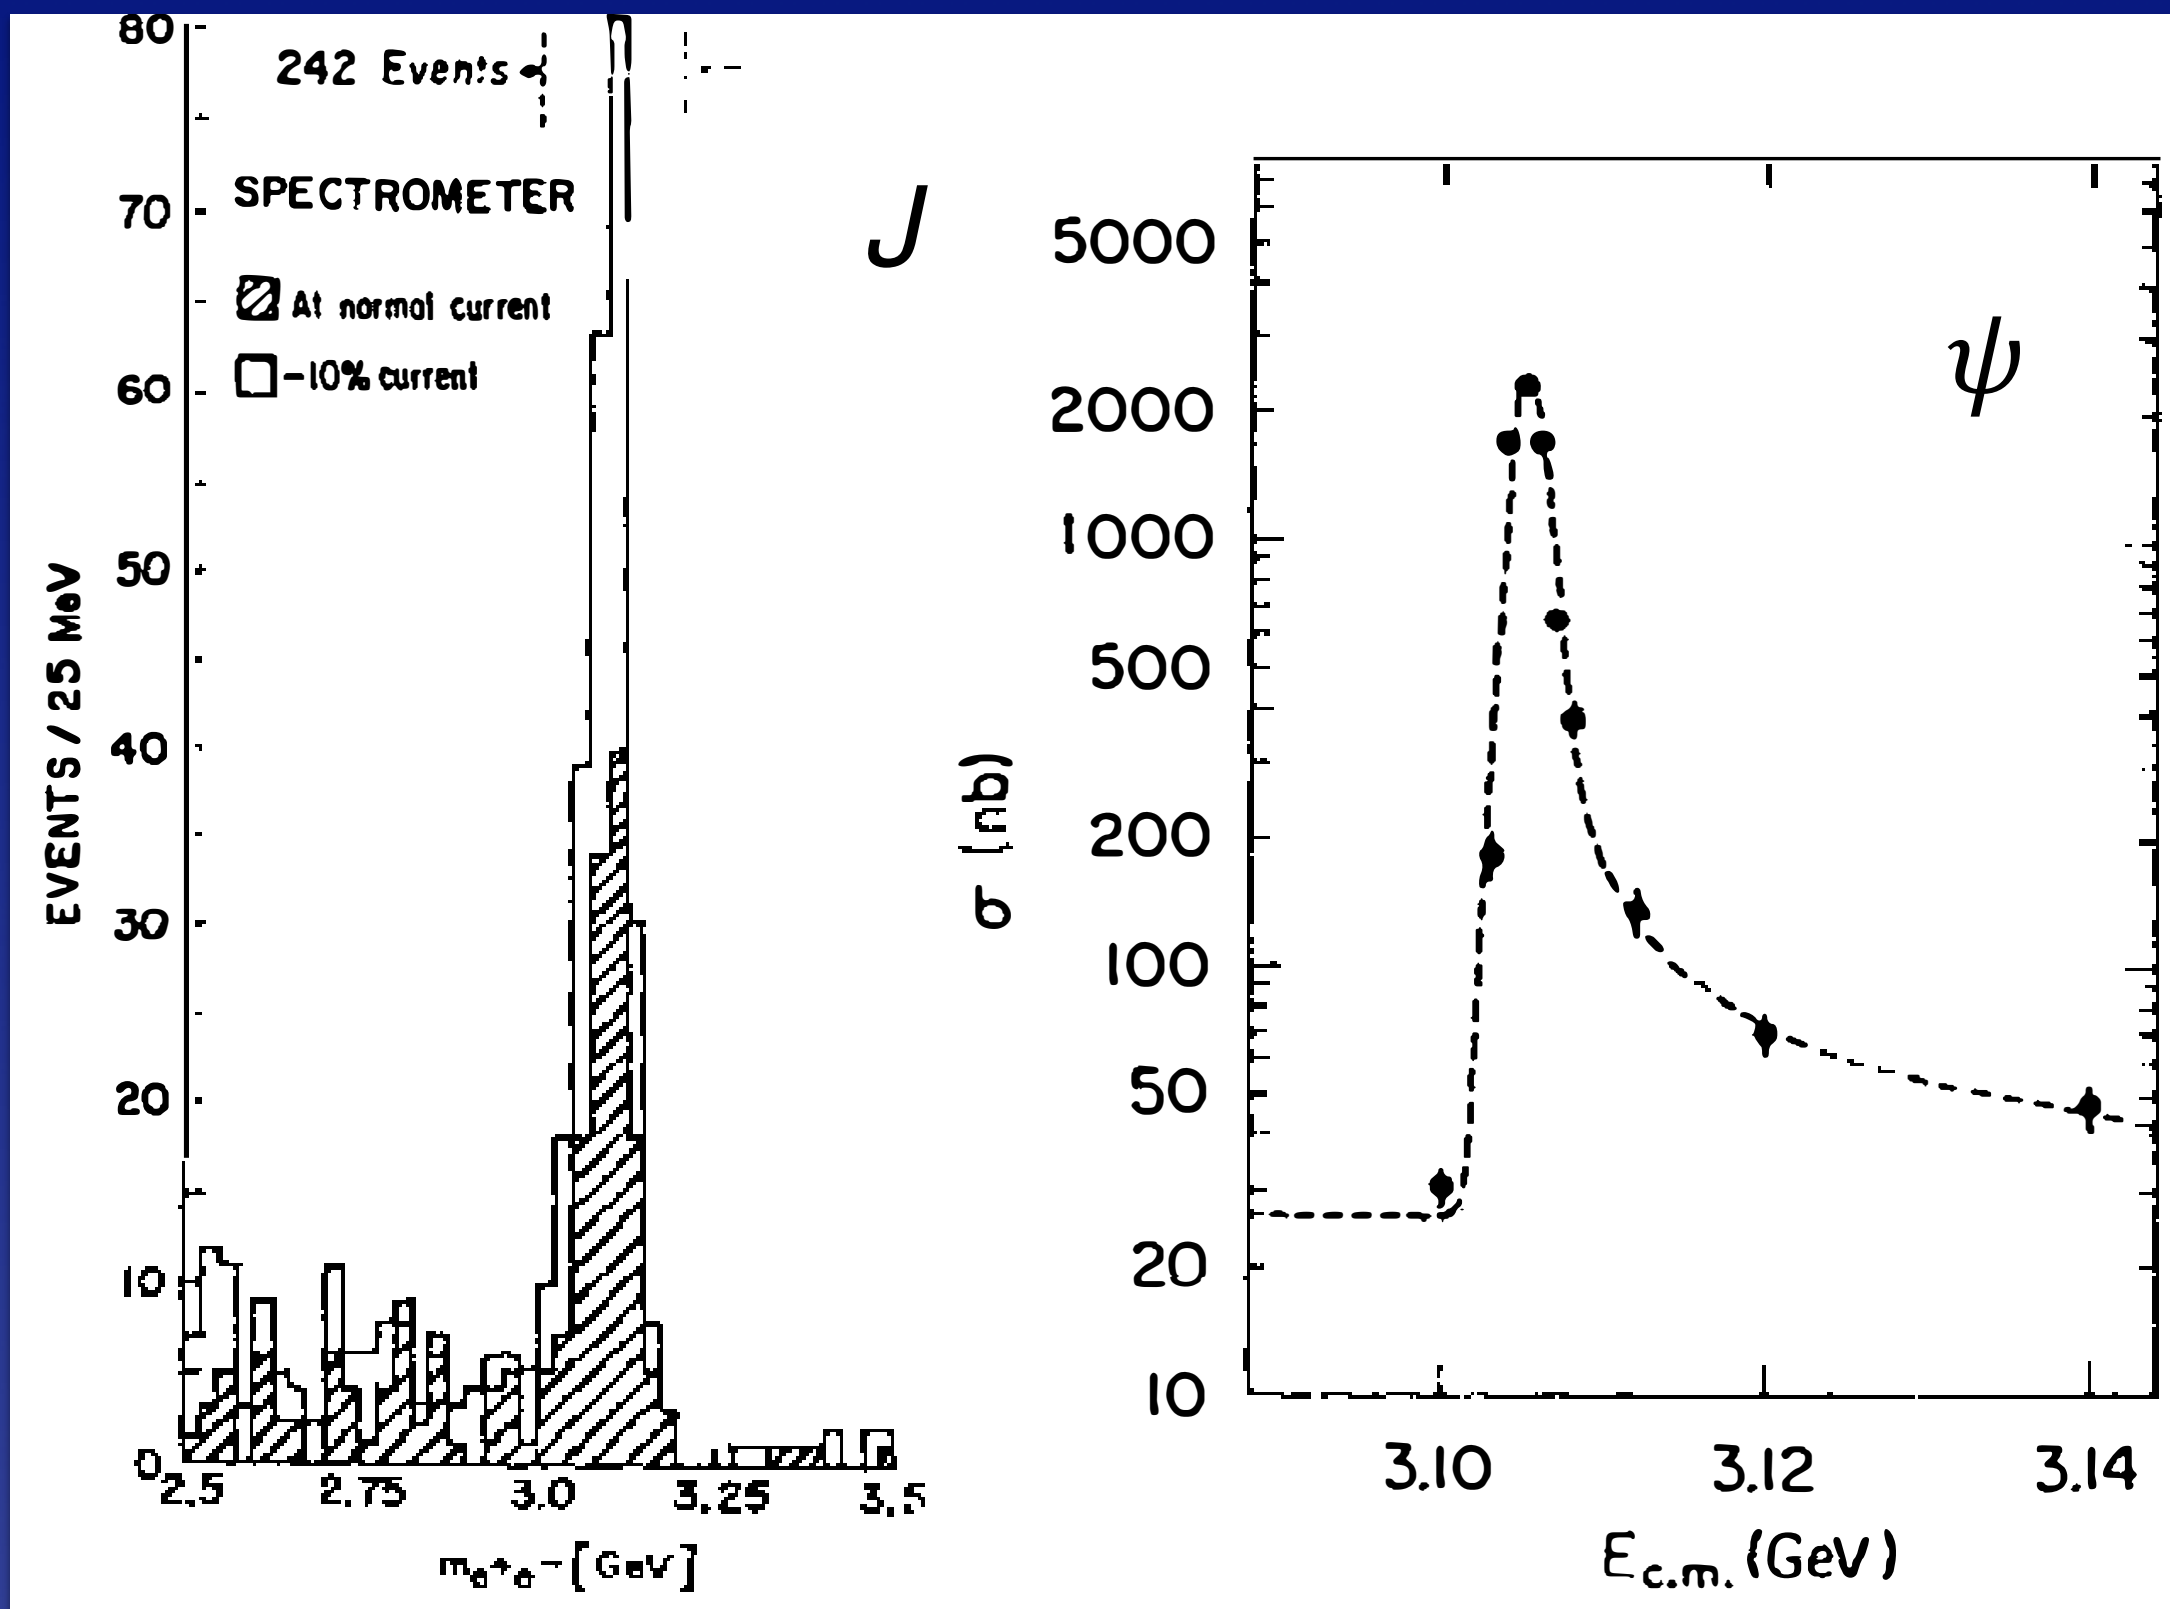 80
242 Events
SPECTROMETER
At normal current
-10% current
70
60
50
40
30
20
10
0
EVENTS / 25 MeV
2.5 2.75 3.0 3.25 3.5
me+e- [GeV]
J
5000
2000
1000
500
200
100
50
20
10
σ (nb)
ψ
3.10 3.12 3.14
Ec.m. (GeV)